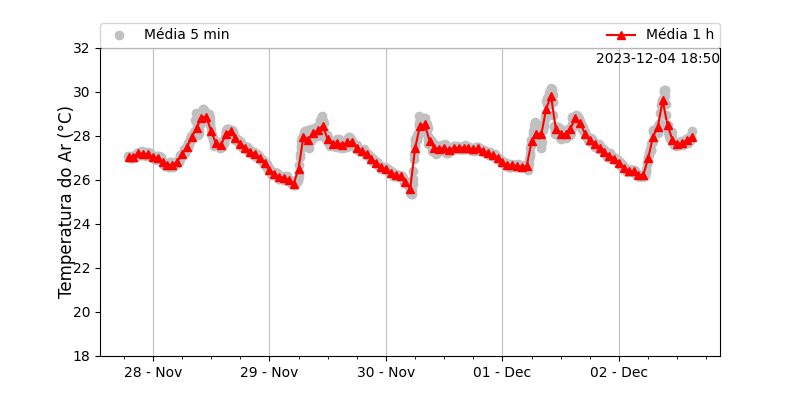 Média 5 min
Média 1 h
2023-12-04 18:50
Temperatura do Ar (°C)
32
30
28
26
24
22
20
18
28 - Nov
29 - Nov
30 - Nov
01 - Dec
02 - Dec